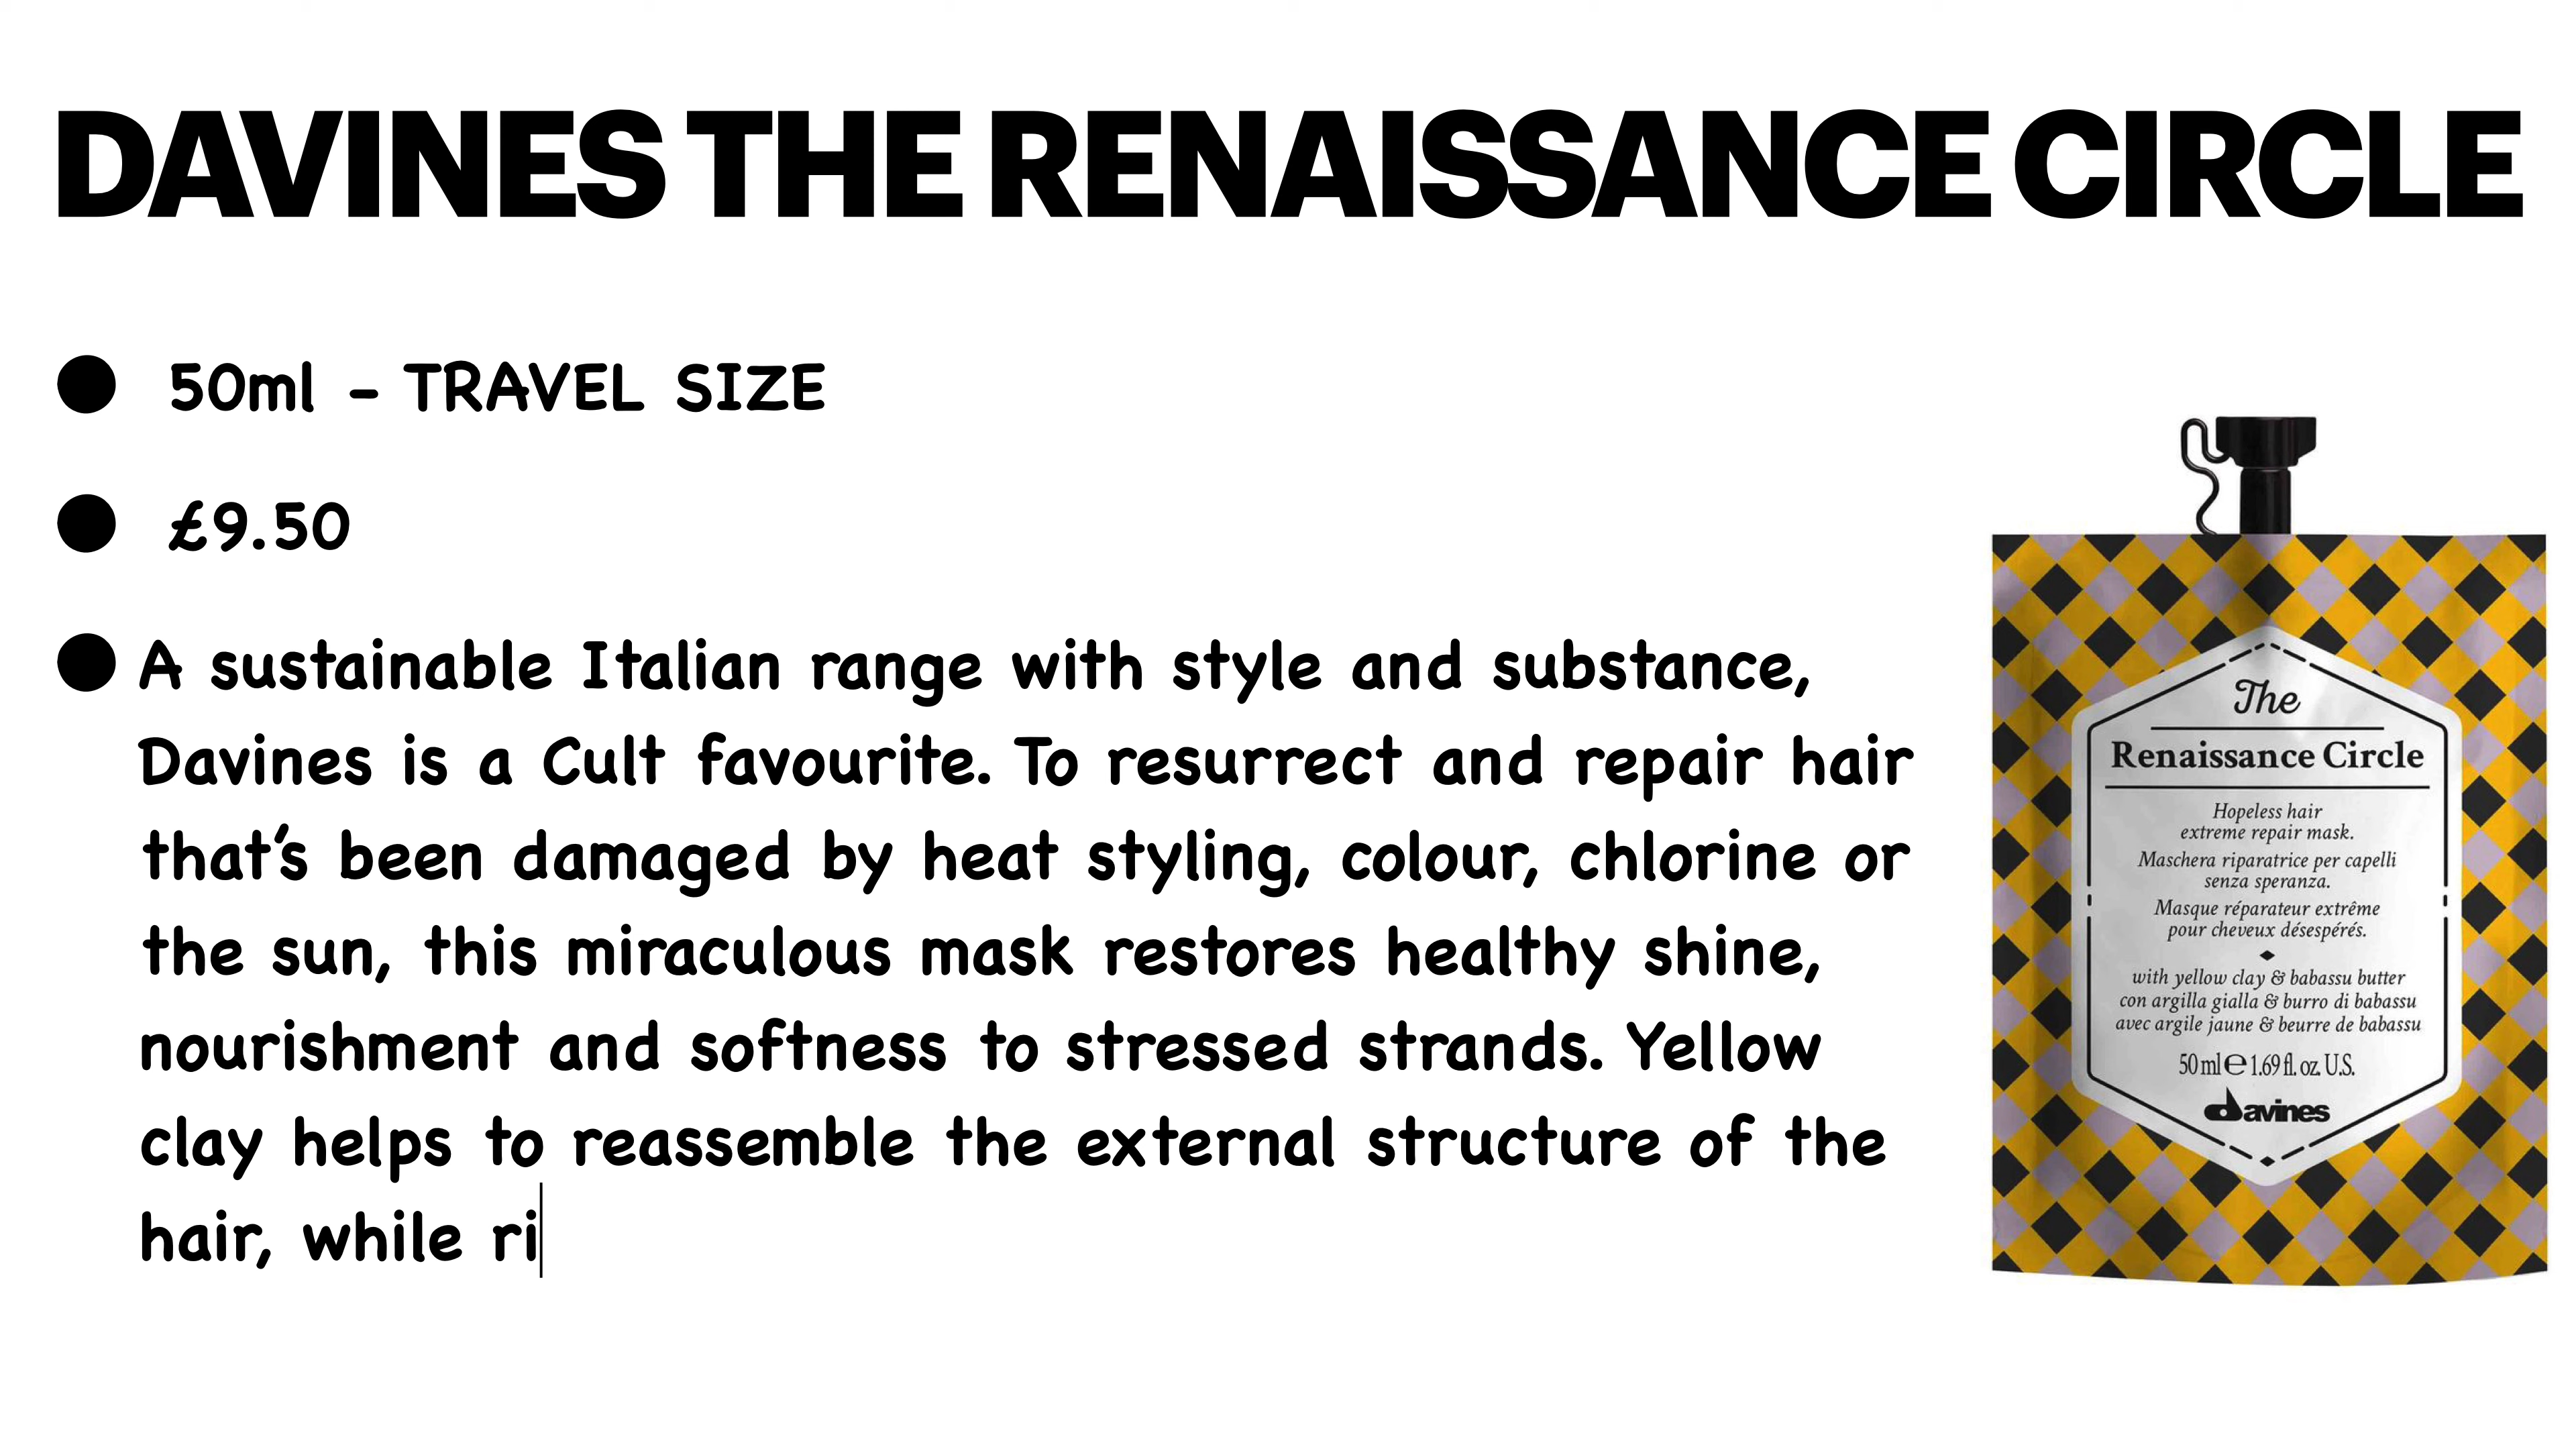 DAVINES THE RENAISSANCE CIRCLE
50ml - TRAVEL SIZE
£9.50
A sustainable Italian range with style and substance,
Davines is a Cult favourite. To resurrect and repair hair
that's been damaged by heat styling, colour, chlorine or
the sun, this miraculous mask restores healthy shine,
nourishment and softness to stressed strands. Yellow
clay helps to reassemble the external structure of the
hair, while ri
The
Renaissance Circle
Hopeless hair
extreme repair mask.
Maschera riparatrice per capelli
senza speranza.
Masque réparateur extrême
pour cheveux désespérés.
with yellow clay & babassu butter
con argilla gialla & burro di babassu
avec argile jaune & beurre de babassu
50 ml ℮ 1.69 fl. oz. U.S.
davines